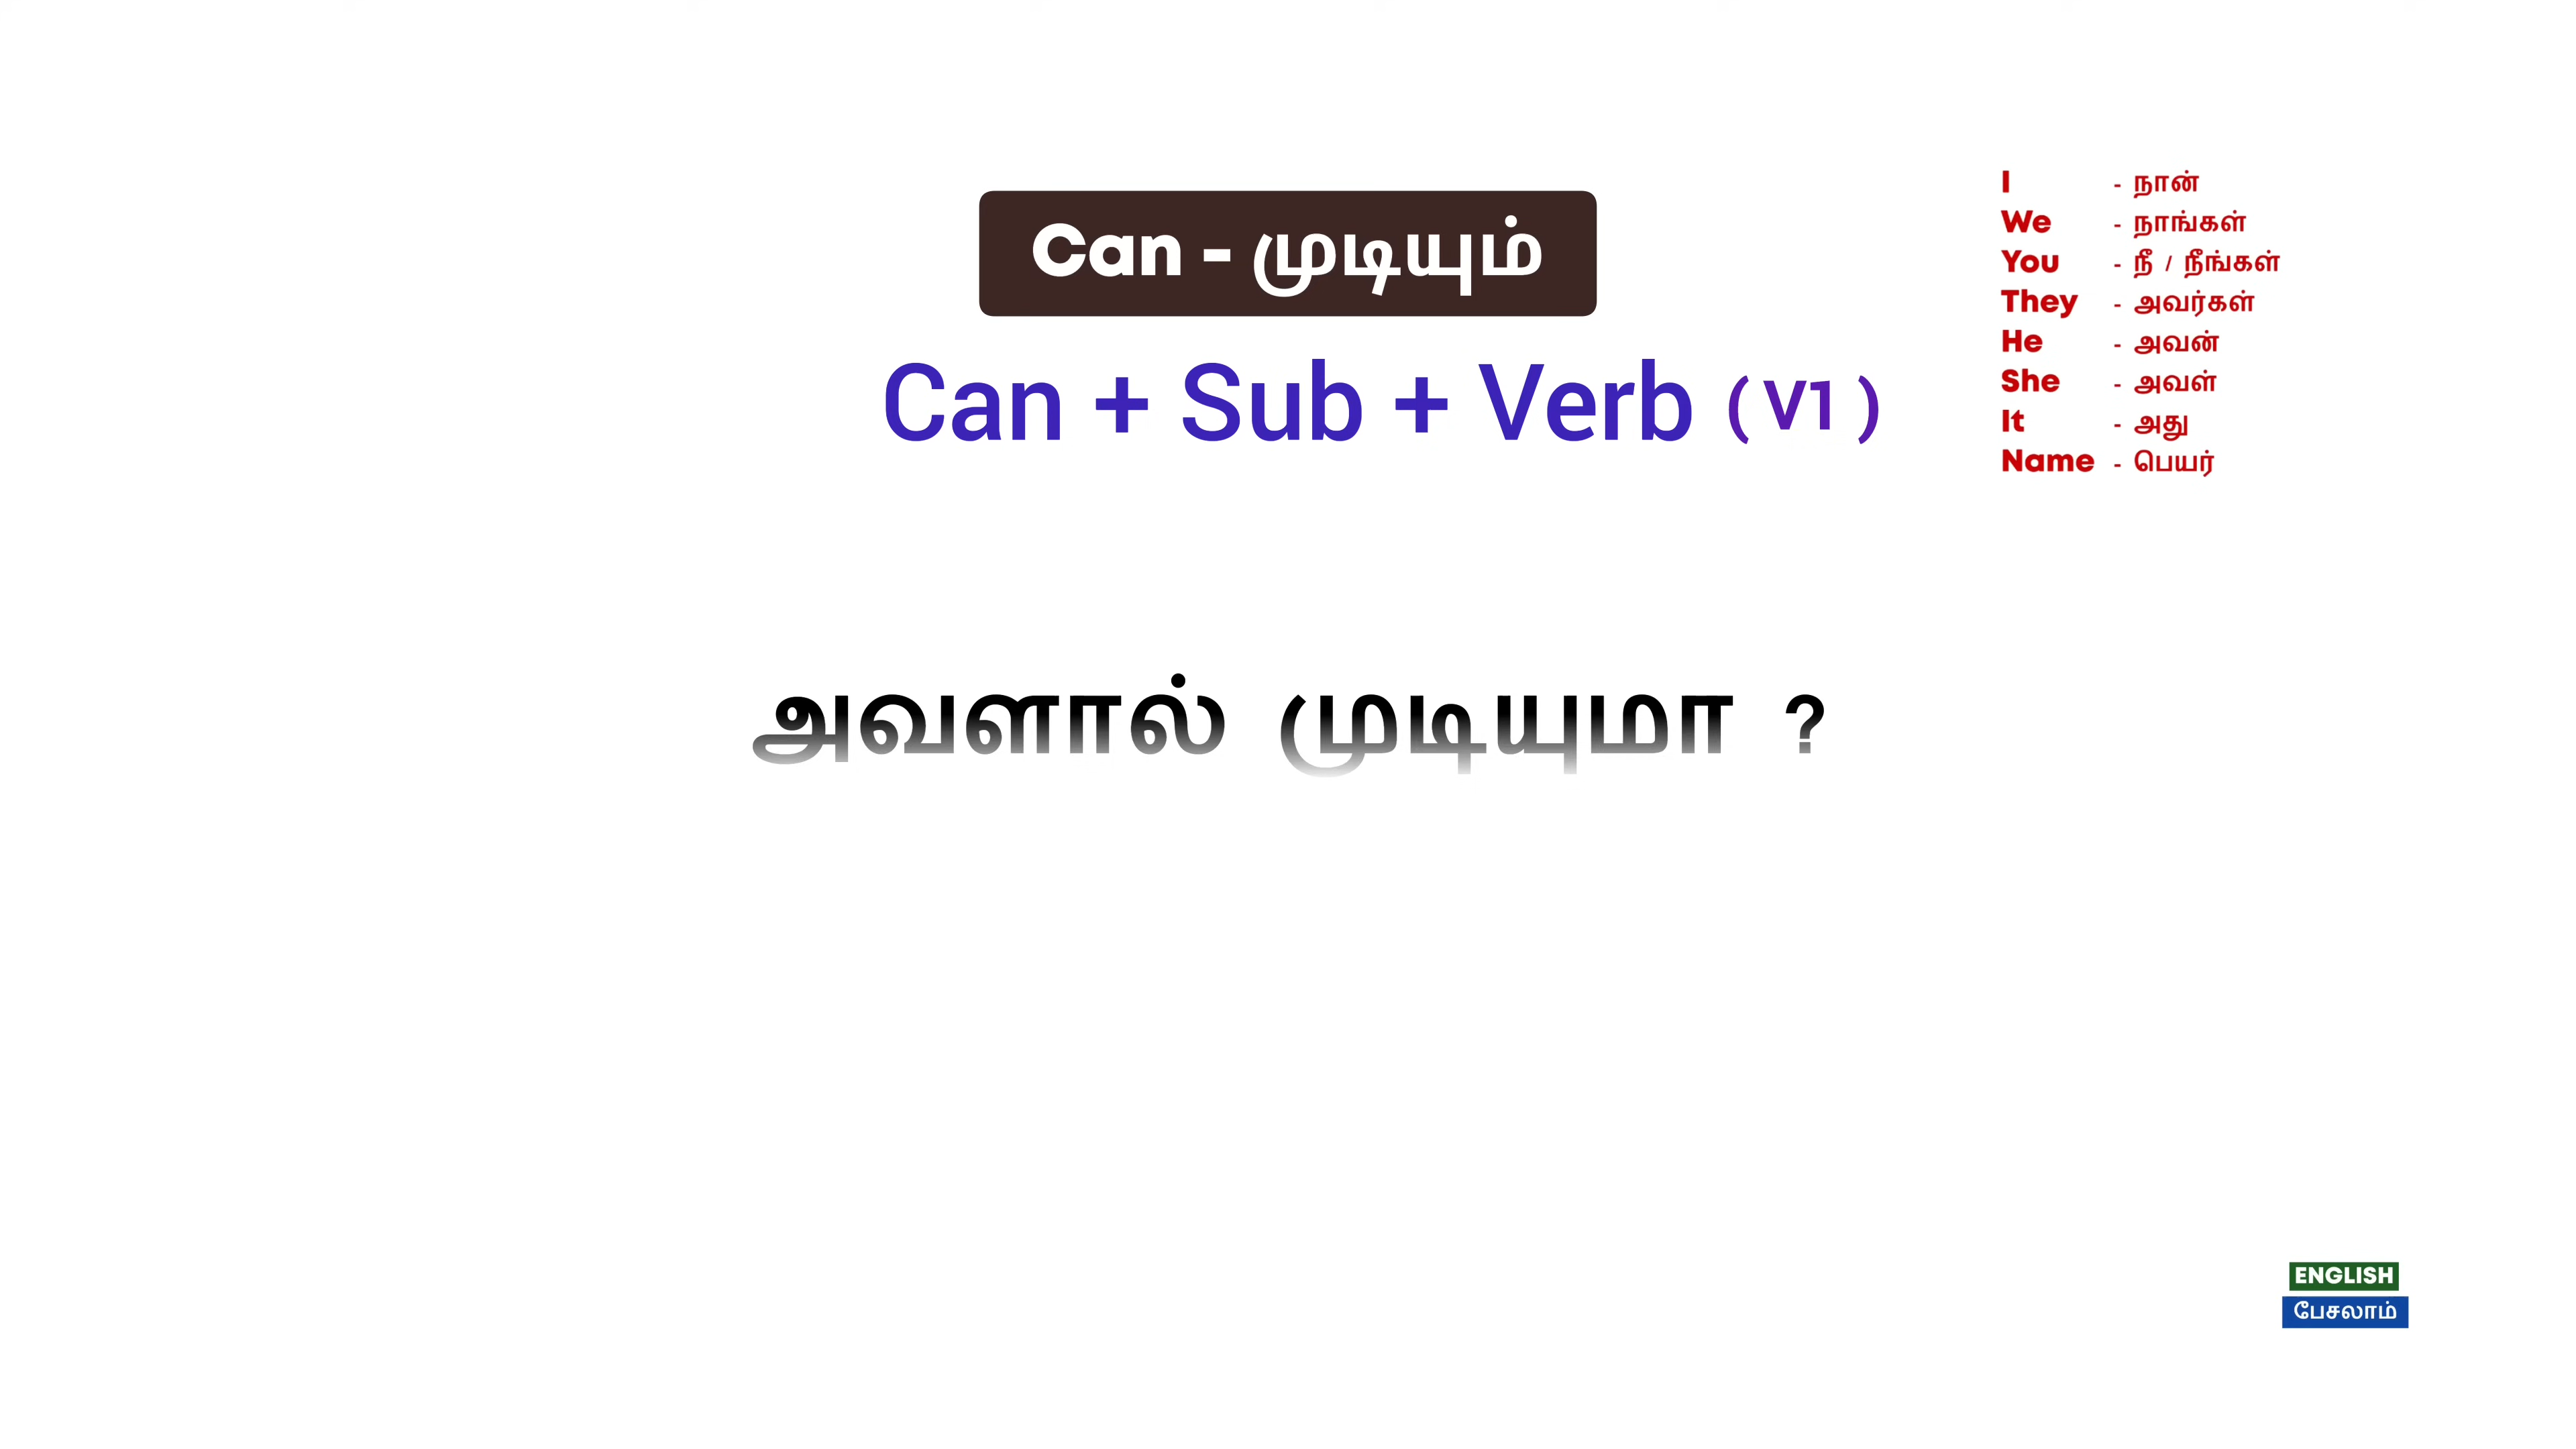 Can - முடியும்
Can + Sub + Verb ( V1 )
I - நான்
We - நாங்கள்
You - நீ / நீங்கள்
They - அவர்கள்
He - அவன்
She - அவள்
It - அது
Name - பெயர்
அவளால் முடியுமா ?
ENGLISH
பேசலாம்